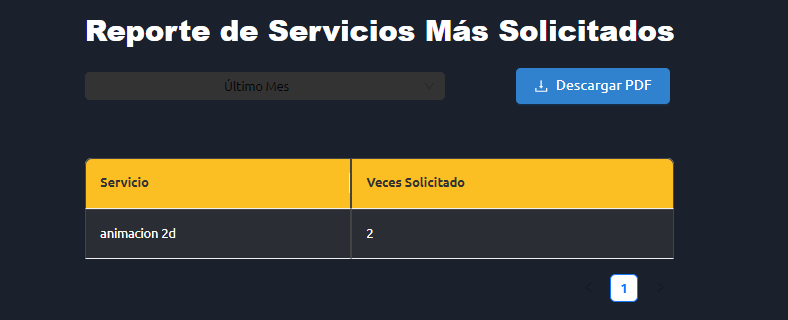 Reporte de Servicios Más Solicitados
Último Mes
Descargar PDF
Servicio
Veces Solicitado
animacion 2d
2
1